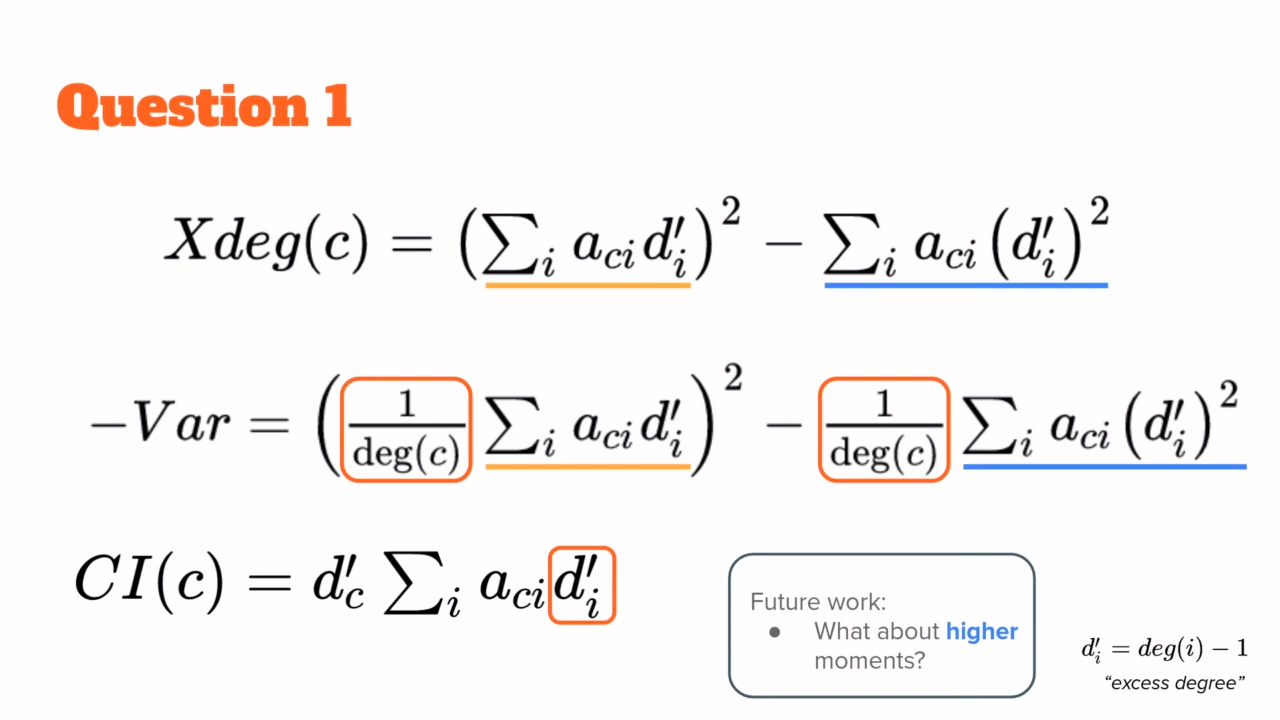 Question 1
Xdeg(c) = (∑ᵢ a_ci d′ᵢ)² − ∑ᵢ a_ci (d′ᵢ)²
−Var = (1/deg(c) ∑ᵢ a_ci d′ᵢ)² − 1/deg(c) ∑ᵢ a_ci (d′ᵢ)²
CI(c) = d′_c ∑ᵢ a_ci d′ᵢ
Future work:
● What about higher
moments?
d′ᵢ = deg(i) − 1
“excess degree”